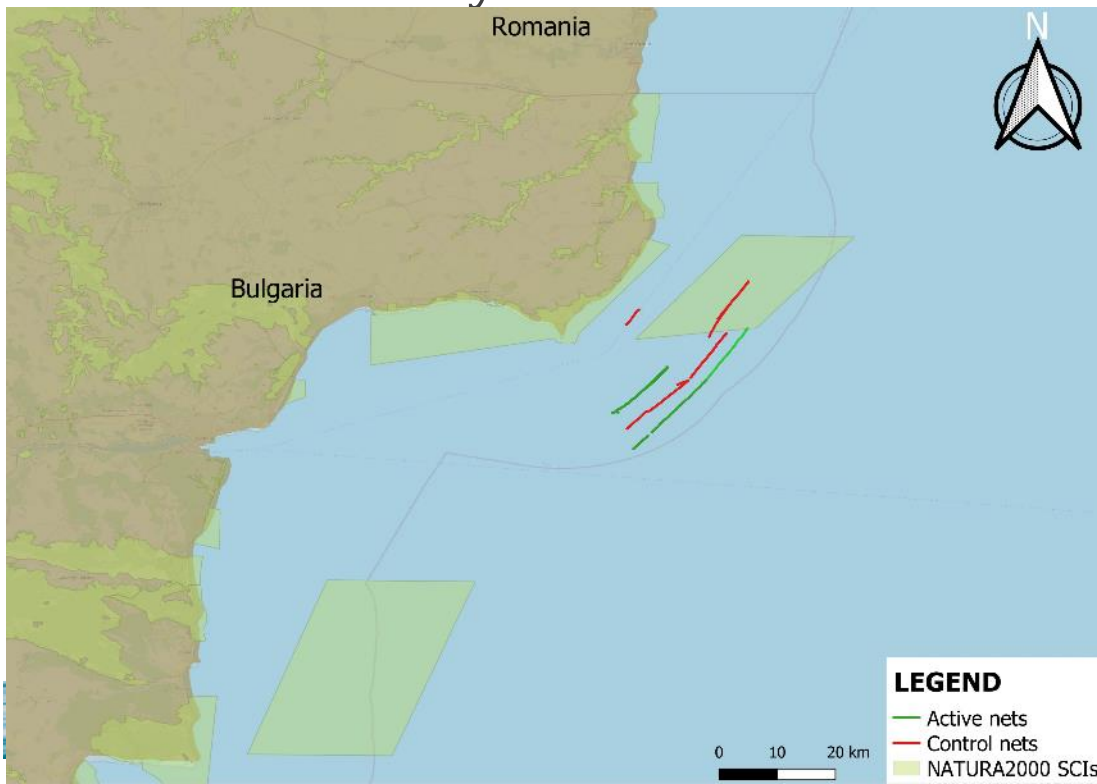 Romania
N
Bulgaria
LEGEND
Active nets
Control nets
NATURA2000 SCIs
0 10 20 km